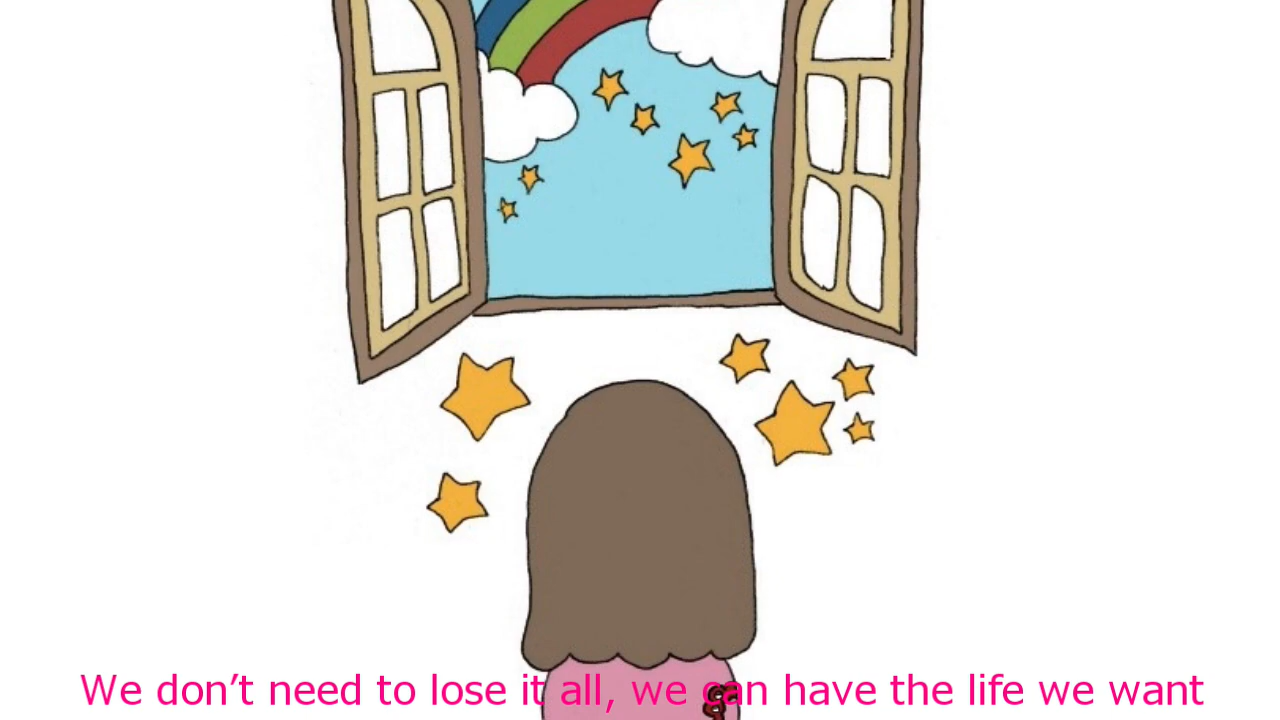 We don’t need to lose it all, we can have the life we want